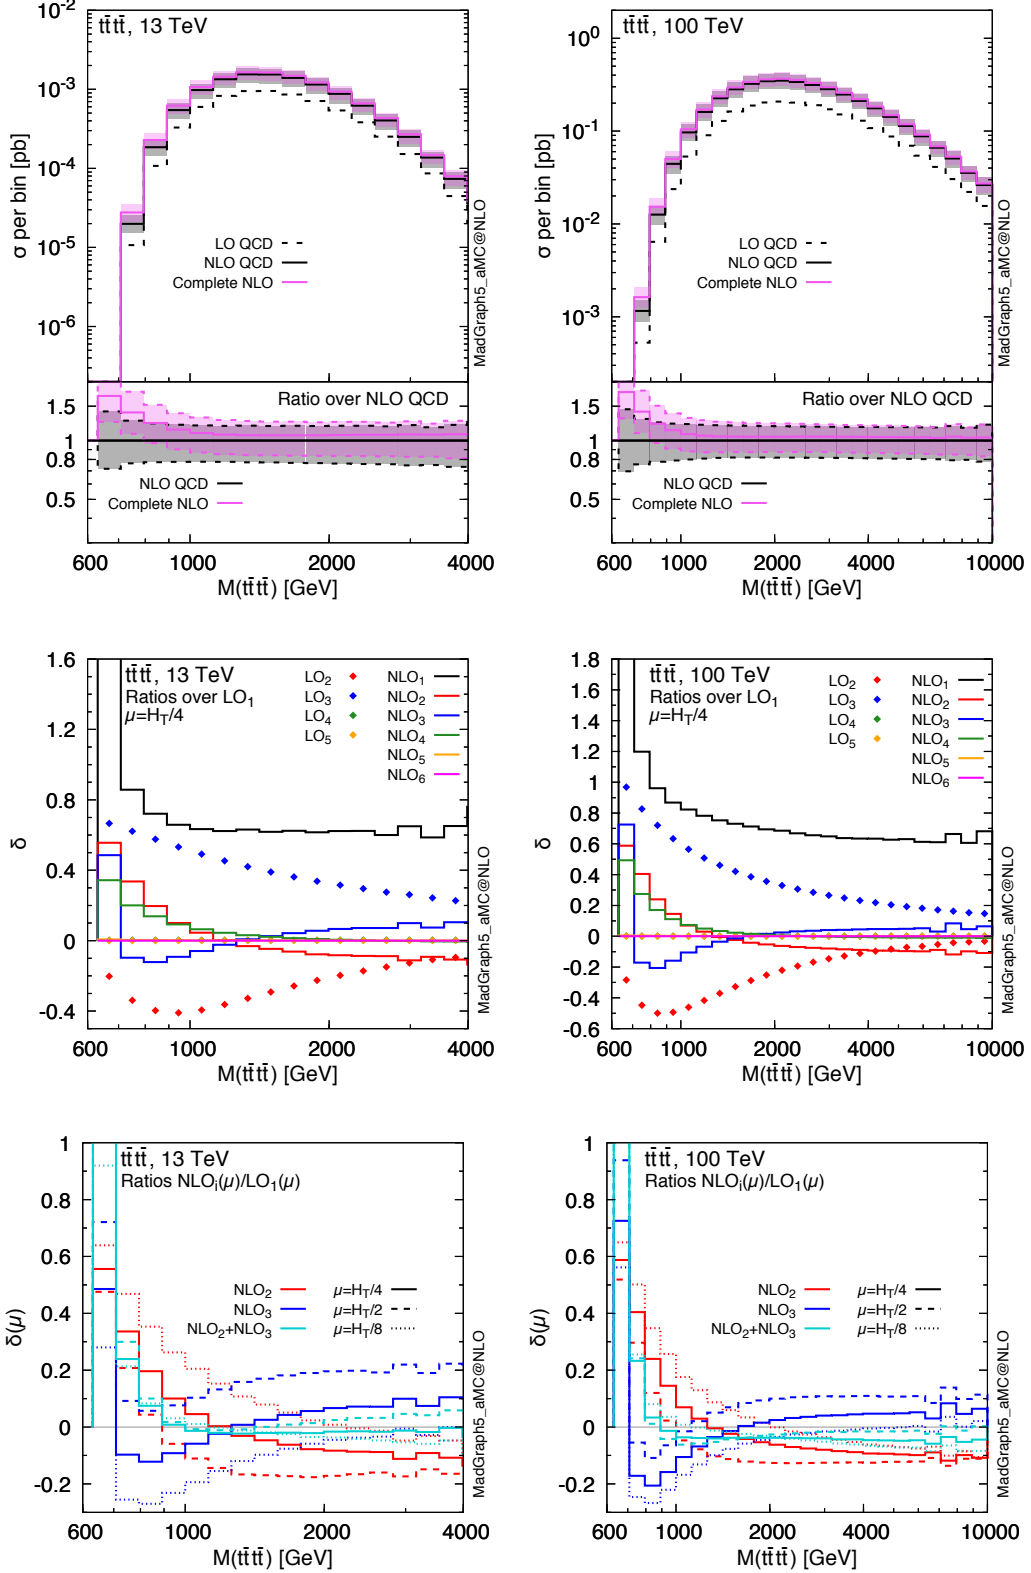 tt̄tt̄, 13 TeV
10⁻²
10⁻³
10⁻⁴
10⁻⁵
10⁻⁶
σ per bin [pb]
LO QCD
NLO QCD
Complete NLO
MadGraph5_aMC@NLO
Ratio over NLO QCD
1.5
1
0.8
0.5
NLO QCD
Complete NLO
600 1000 2000 4000
M(tt̄tt̄) [GeV]
tt̄tt̄, 100 TeV
10⁰
10⁻¹
10⁻²
10⁻³
σ per bin [pb]
LO QCD
NLO QCD
Complete NLO
MadGraph5_aMC@NLO
Ratio over NLO QCD
1.5
1
0.8
0.5
NLO QCD
Complete NLO
600 1000 2000 4000 10000
M(tt̄tt̄) [GeV]
tt̄tt̄, 13 TeV
Ratios over LO₁
μ=H_T/4
LO₂ NLO₁
LO₃ NLO₂
LO₄ NLO₃
LO₅ NLO₄
NLO₅
NLO₆
1.6
1.2
0.8
0.4
0
-0.4
δ
MadGraph5_aMC@NLO
600 1000 2000 4000
M(tt̄tt̄) [GeV]
tt̄tt̄, 100 TeV
Ratios over LO₁
μ=H_T/4
LO₂ NLO₁
LO₃ NLO₂
LO₄ NLO₃
LO₅ NLO₄
NLO₅
NLO₆
1.8
1.6
1.4
1.2
1
0.8
0.6
0.4
0.2
0
-0.2
-0.4
-0.6
δ
MadGraph5_aMC@NLO
600 1000 2000 4000 10000
M(tt̄tt̄) [GeV]
tt̄tt̄, 13 TeV
Ratios NLOᵢ(μ)/LO₁(μ)
1
0.8
0.6
0.4
0.2
0
-0.2
δ(μ)
NLO₂ μ=H_T/4
NLO₃ μ=H_T/2
NLO₂+NLO₃ μ=H_T/8
MadGraph5_aMC@NLO
600 1000 2000 4000
M(tt̄tt̄) [GeV]
tt̄tt̄, 100 TeV
Ratios NLOᵢ(μ)/LO₁(μ)
1
0.8
0.6
0.4
0.2
0
-0.2
δ(μ)
NLO₂ μ=H_T/4
NLO₃ μ=H_T/2
NLO₂+NLO₃ μ=H_T/8
MadGraph5_aMC@NLO
600 1000 2000 4000 10000
M(tt̄tt̄) [GeV]